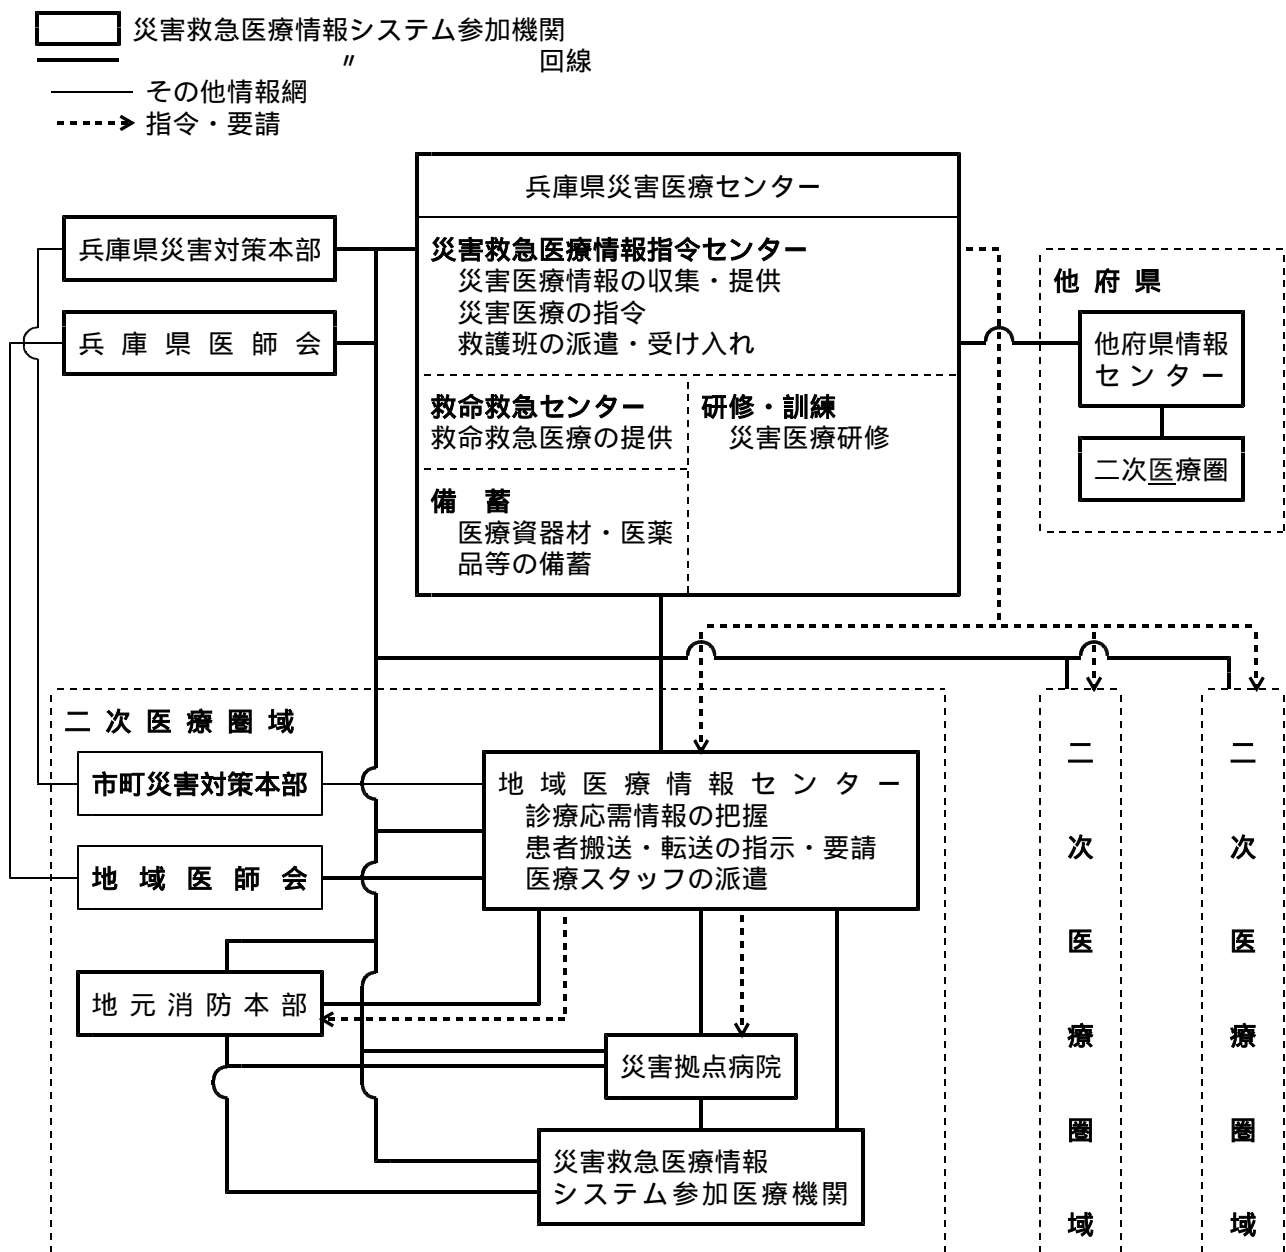 災害救急医療情報システム参加機関
〃 回線
その他情報網
指令・要請
兵庫県災害医療センター
災害救急医療情報指令センター
災害医療情報の収集・提供
災害医療の指令
救護班の派遣・受け入れ
救命救急センター
救命救急医療の提供
備 蓄
医療資器材・医薬
品等の備蓄
研修・訓練
災害医療研修
兵庫県災害対策本部
兵庫県医師会
他府県
他府県情報
センター
二次医療圏
二次医療圏域
市町災害対策本部
地域医師会
地元消防本部
地域医療情報センター
診療応需情報の把握
患者搬送・転送の指示・要請
医療スタッフの派遣
災害拠点病院
災害救急医療情報
システム参加医療機関
二次医療圏域
二次医療圏域